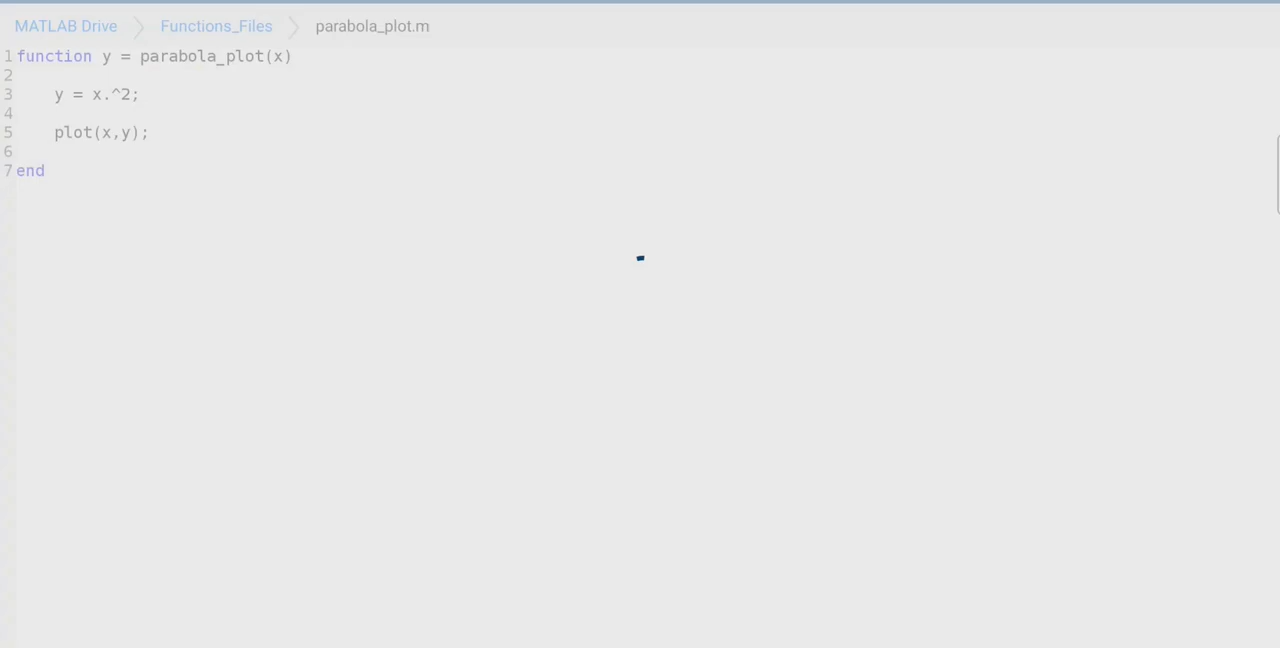 MATLAB Drive Functions_Files parabola_plot.m
1 function y = parabola_plot(x)
2
3     y = x.^2;
4
5     plot(x,y);
6
7 end